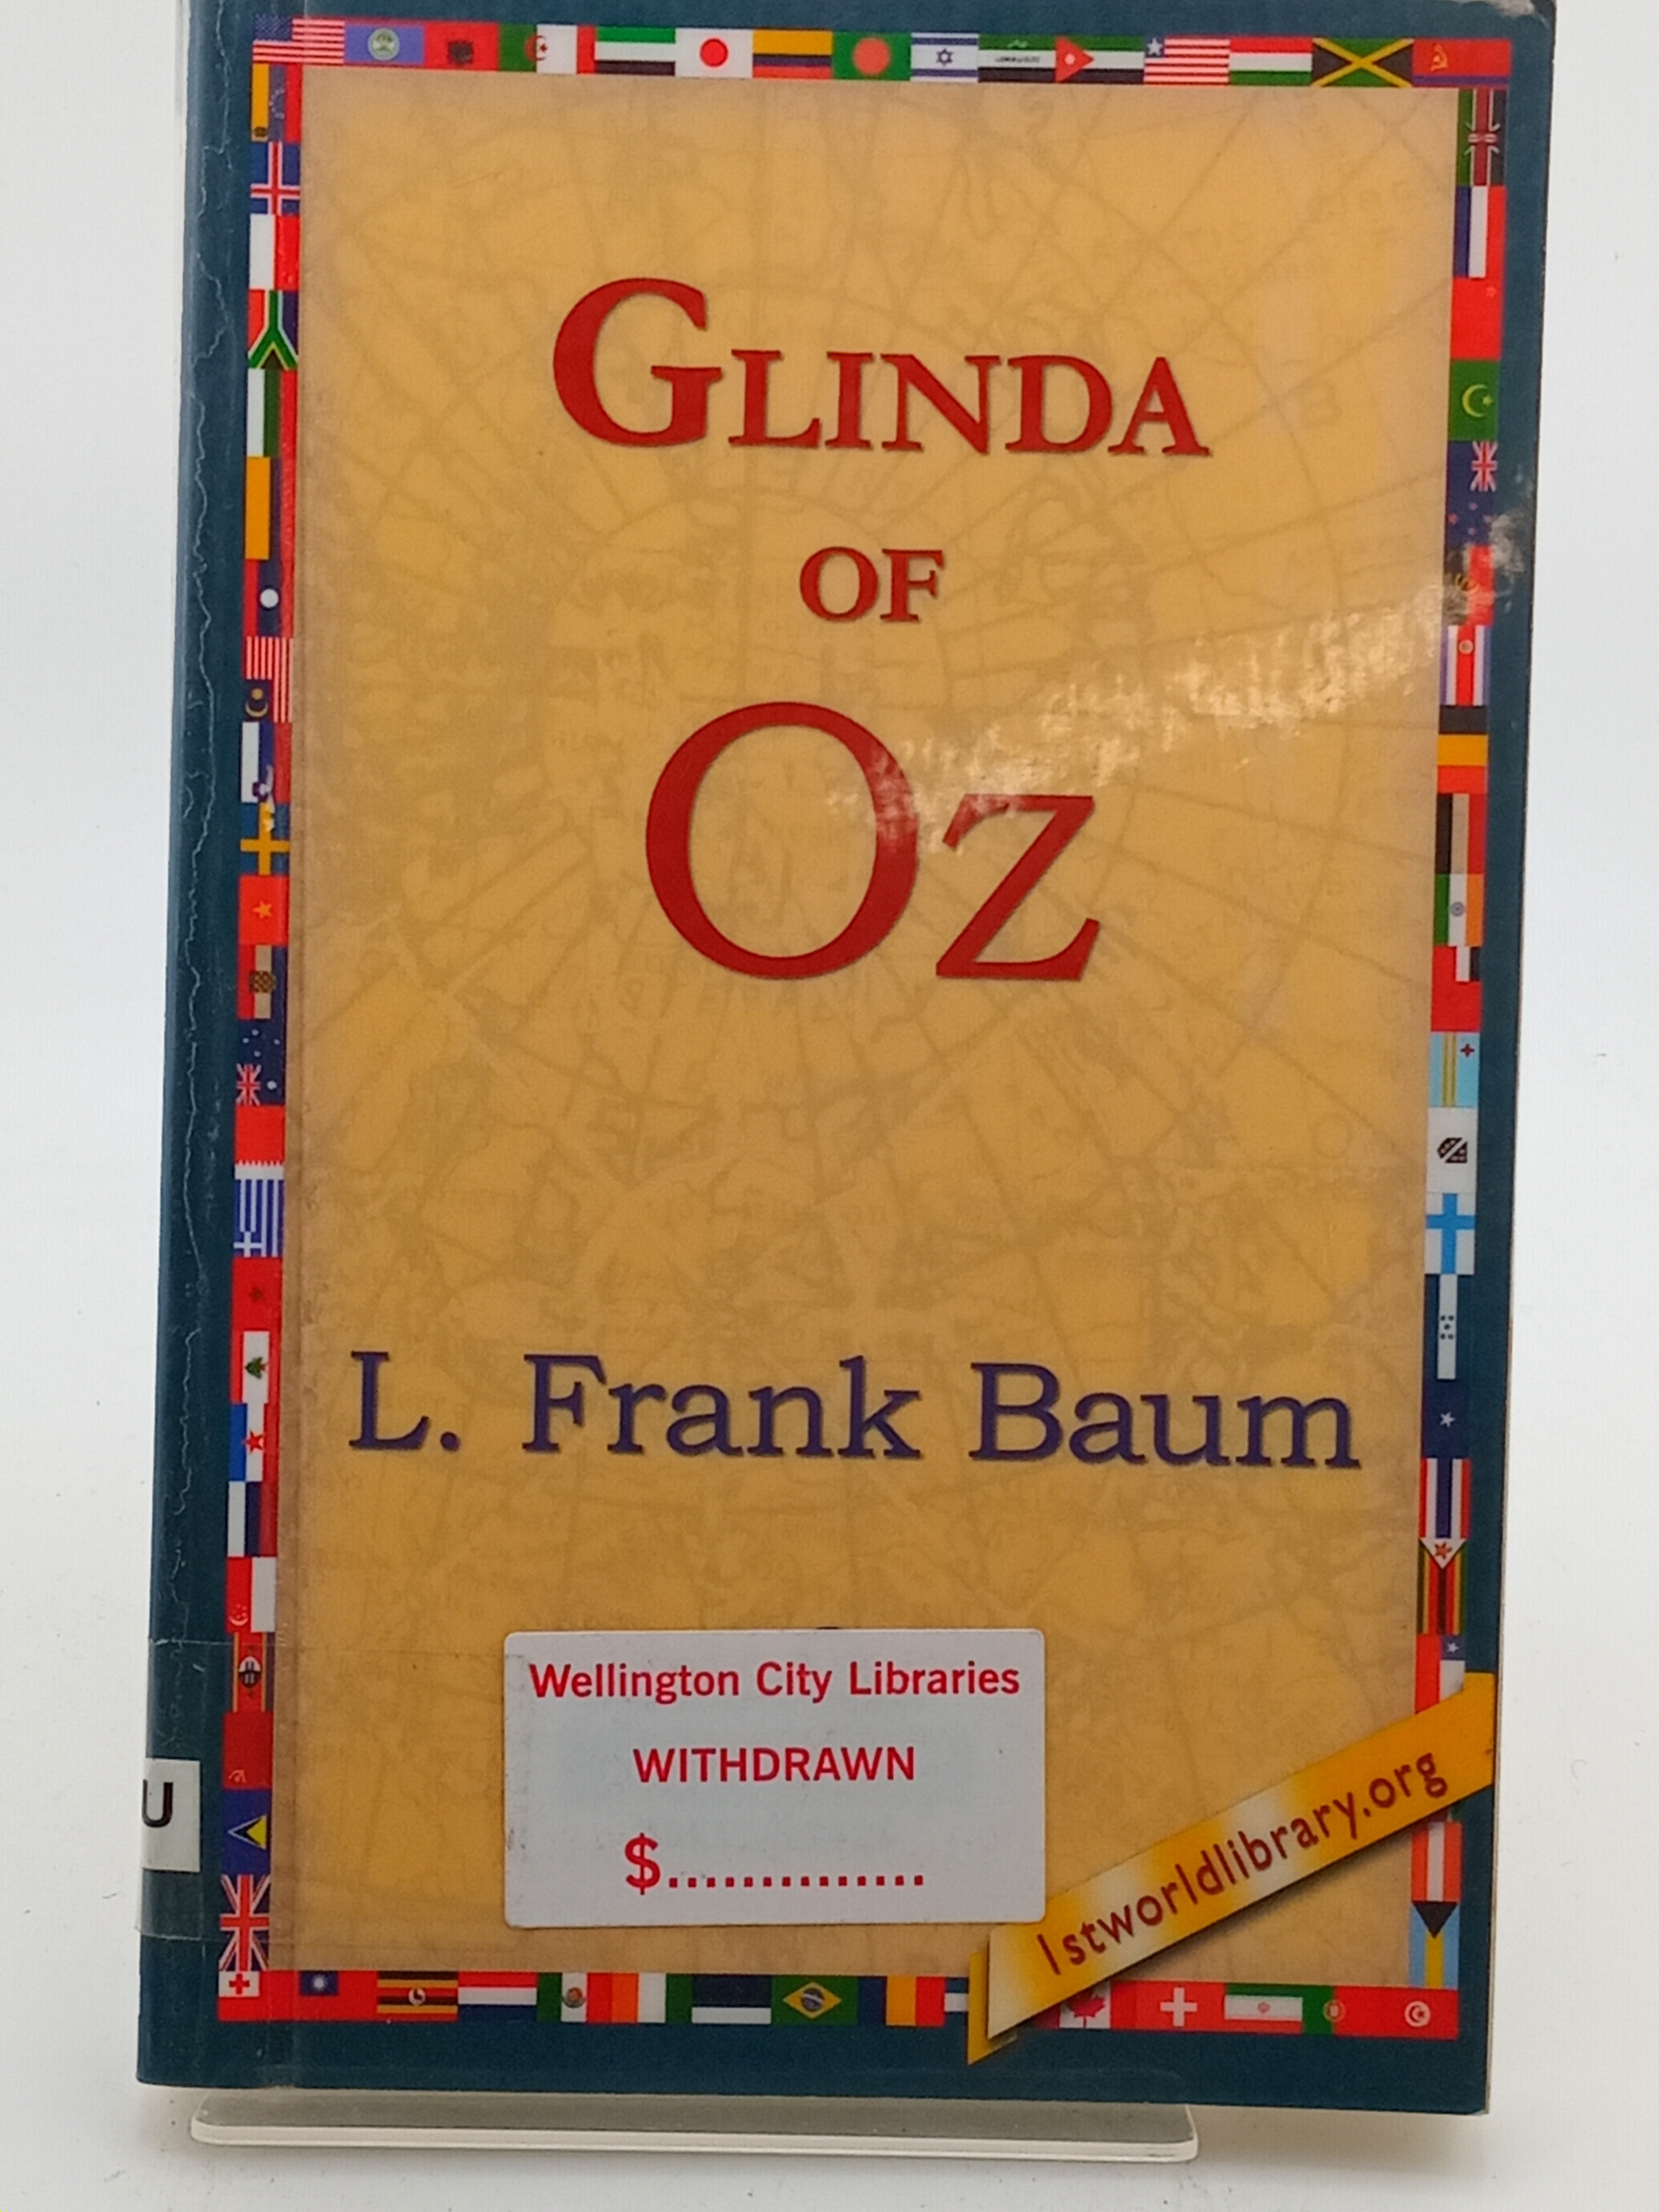 GLINDA
OF
OZ
L. Frank Baum
Wellington City Libraries
WITHDRAWN
$..............
1stworldlibrary.org
U